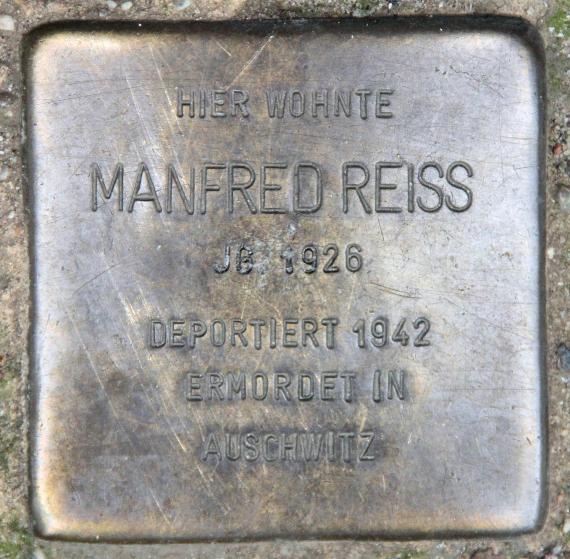 HIER WOHNTE
MANFRED REISS
JG. 1926
DEPORTIERT 1942
ERMORDET IN
AUSCHWITZ